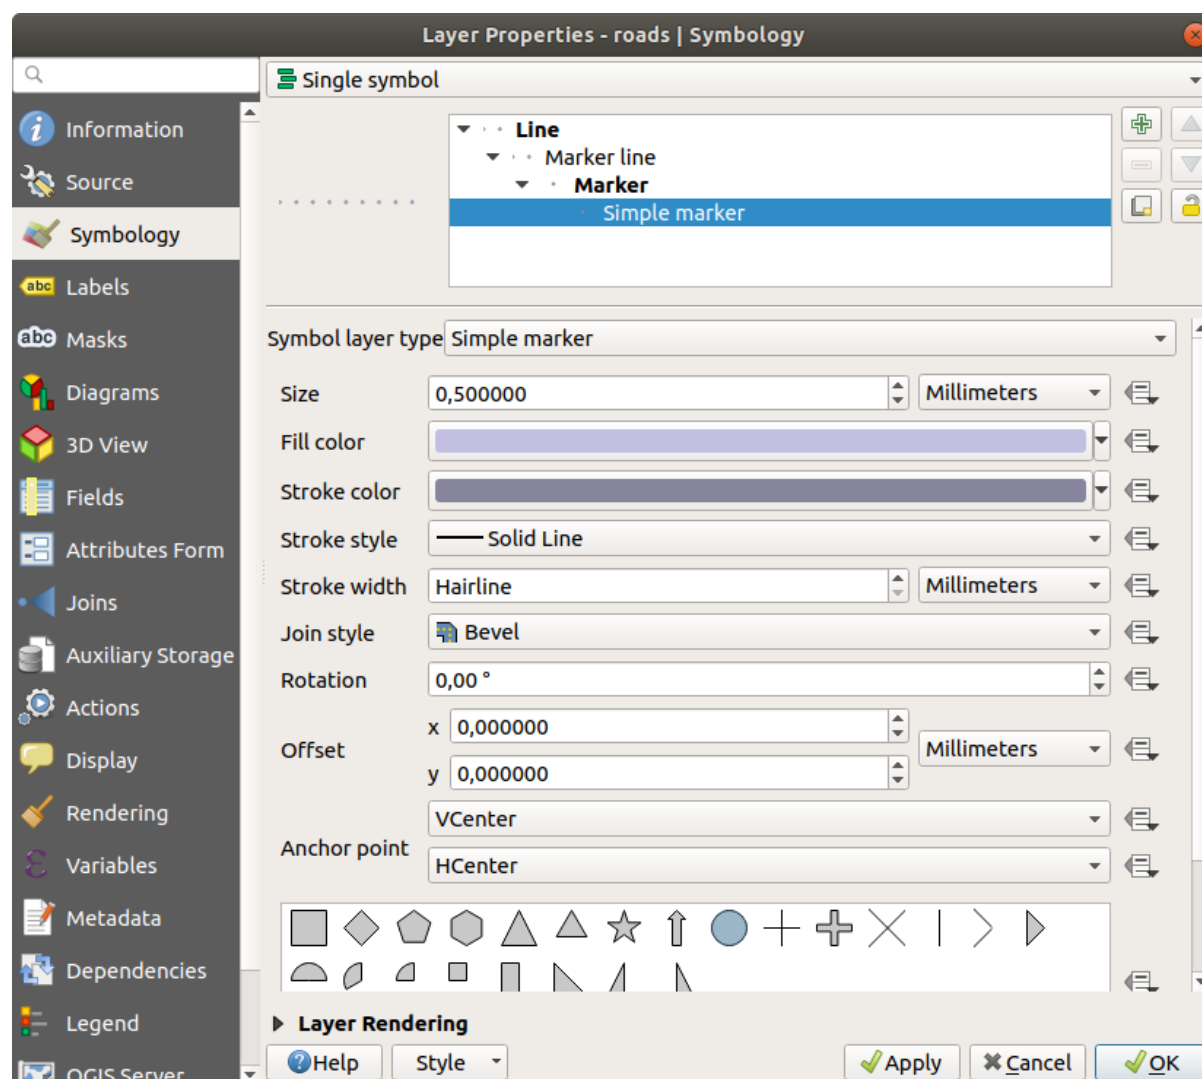 Layer Properties - roads | Symbology
Single symbol
Information
Source
Symbology
abc Labels
abc Masks
Diagrams
3D View
Fields
Attributes Form
Joins
Auxiliary Storage
Actions
Display
Rendering
Variables
Metadata
Dependencies
Legend
QGIS Server
Line
Marker line
Marker
Simple marker
Symbol layer type Simple marker
Size 0,500000 Millimeters
Fill color
Stroke color
Stroke style Solid Line
Stroke width Hairline Millimeters
Join style Bevel
Rotation 0,00 °
Offset x 0,000000 Millimeters
y 0,000000
Anchor point VCenter
HCenter
Layer Rendering
Help Style Apply Cancel OK